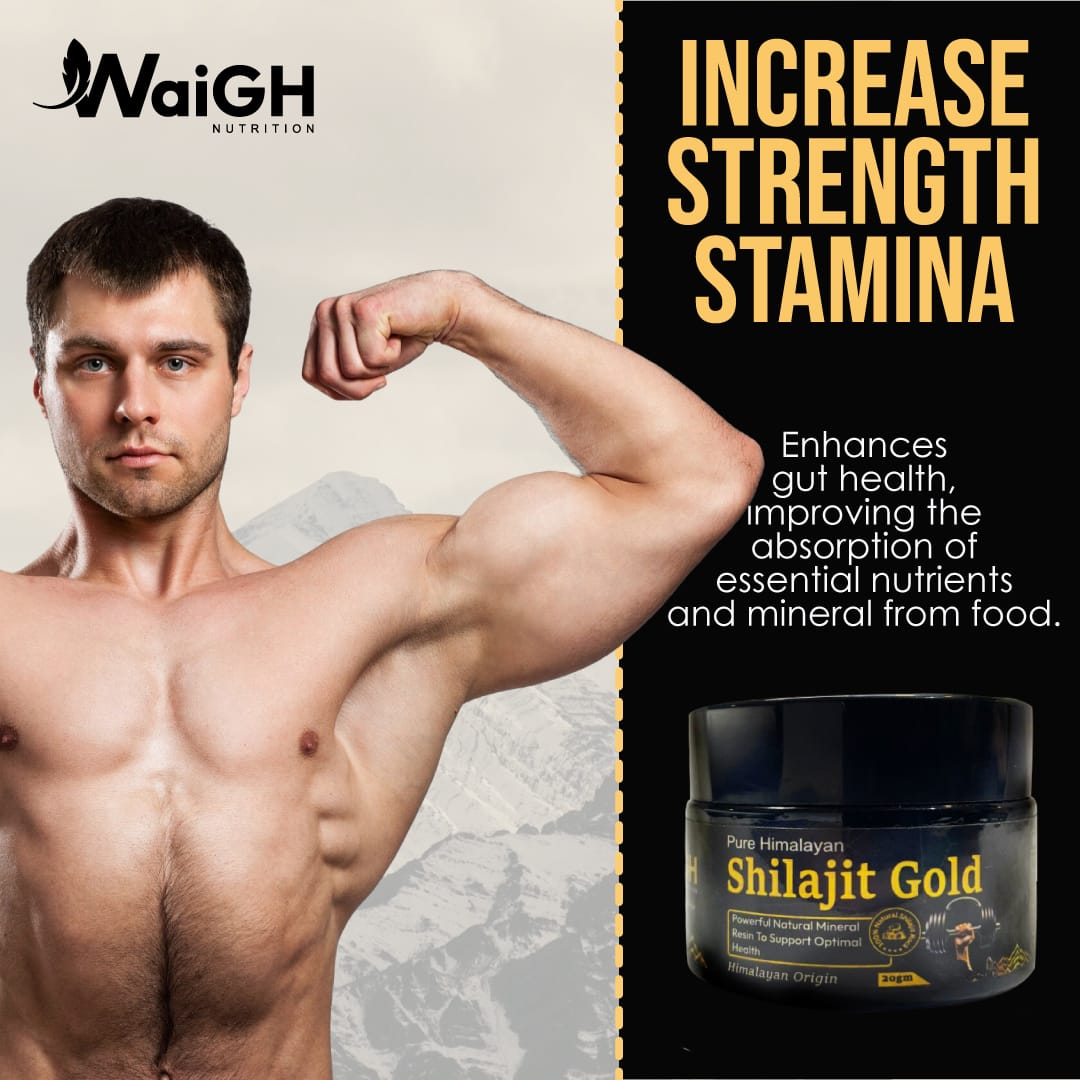 WaiGH
NUTRITION
INCREASE
STRENGTH
STAMINA
Enhances
gut health,
improving the
absorption of
essential nutrients
and mineral from food.
Pure Himalayan
Shilajit Gold
Powerful Natural Mineral
Resin To Support Optimal
Health
Himalayan Origin
20gm